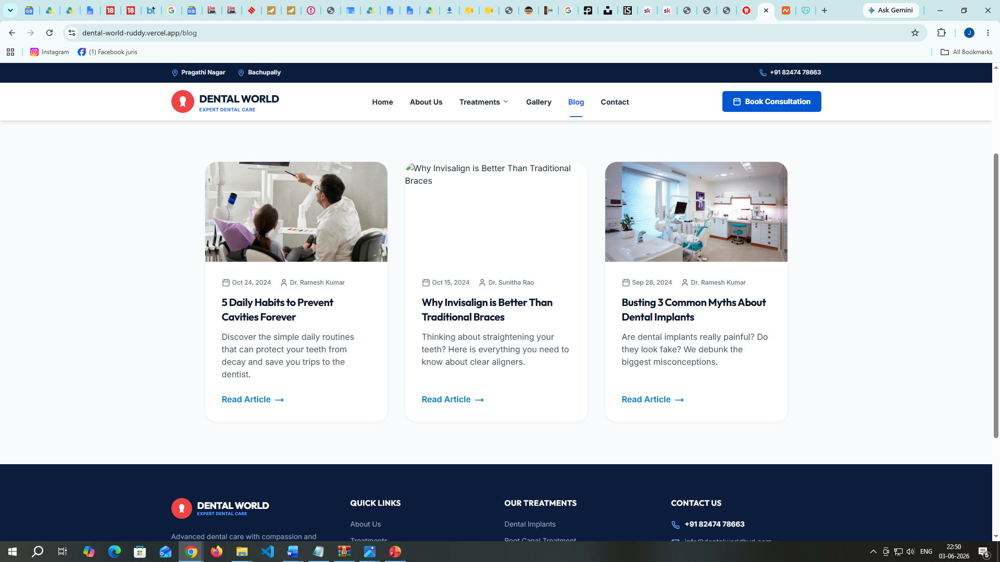 Ask Gemini
dental-world-ruddy.vercel.app/blog
J
Instagram
(1) Facebook juris
All Bookmarks
Pragathi Nagar
Bachupally
+91 82474 78663
DENTAL WORLD
EXPERT DENTAL CARE
Home
About Us
Treatments
Gallery
Blog
Contact
Book Consultation
Why Invisalign is Better Than Traditional
Braces
Oct 24, 2024
Dr. Ramesh Kumar
5 Daily Habits to Prevent
Cavities Forever
Discover the simple daily routines
that can protect your teeth from
decay and save you trips to the
dentist.
Read Article →
Oct 15, 2024
Dr. Sunitha Rao
Why Invisalign is Better Than
Traditional Braces
Thinking about straightening your
teeth? Here is everything you need to
know about clear aligners.
Read Article →
Sep 28, 2024
Dr. Ramesh Kumar
Busting 3 Common Myths About
Dental Implants
Are dental implants really painful? Do
they look fake? We debunk the
biggest misconceptions.
Read Article →
DENTAL WORLD
EXPERT DENTAL CARE
Advanced dental care with compassion and
QUICK LINKS
About Us
Treatments
OUR TREATMENTS
Dental Implants
Root Canal Treatment
CONTACT US
+91 82474 78663
info@dentalworldhyd.com
ENG
22:50
03-06-2026
6